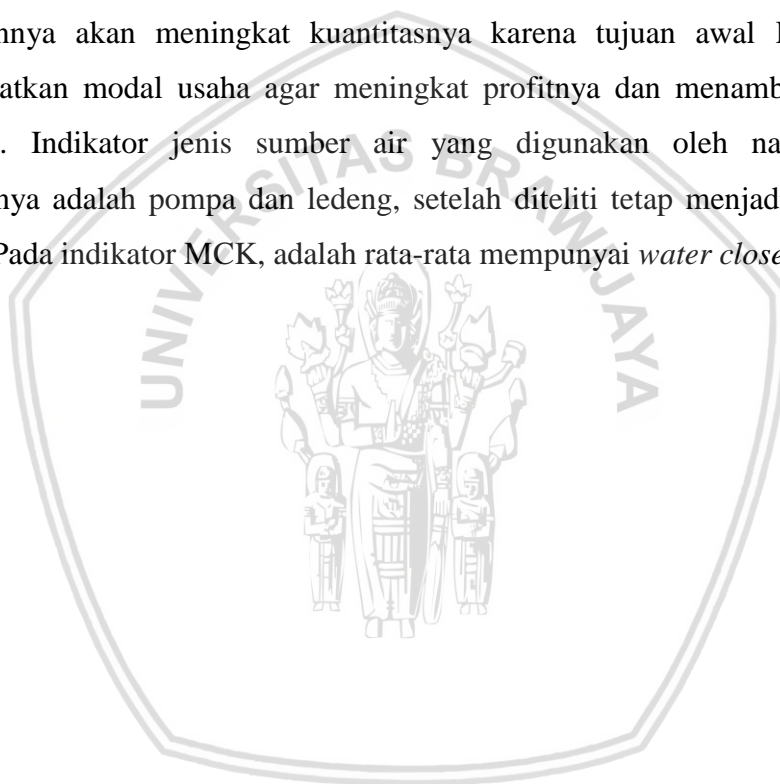 nnya akan meningkat kuantitasnya karena tujuan awal
atkan modal usaha agar meningkat profitnya dan menamb
. Indikator jenis sumber air yang digunakan oleh na
nya adalah pompa dan ledeng, setelah diteliti tetap menjad
Pada indikator MCK, adalah rata-rata mempunyai water close
UNIVERSITAS BRAWIJAYA